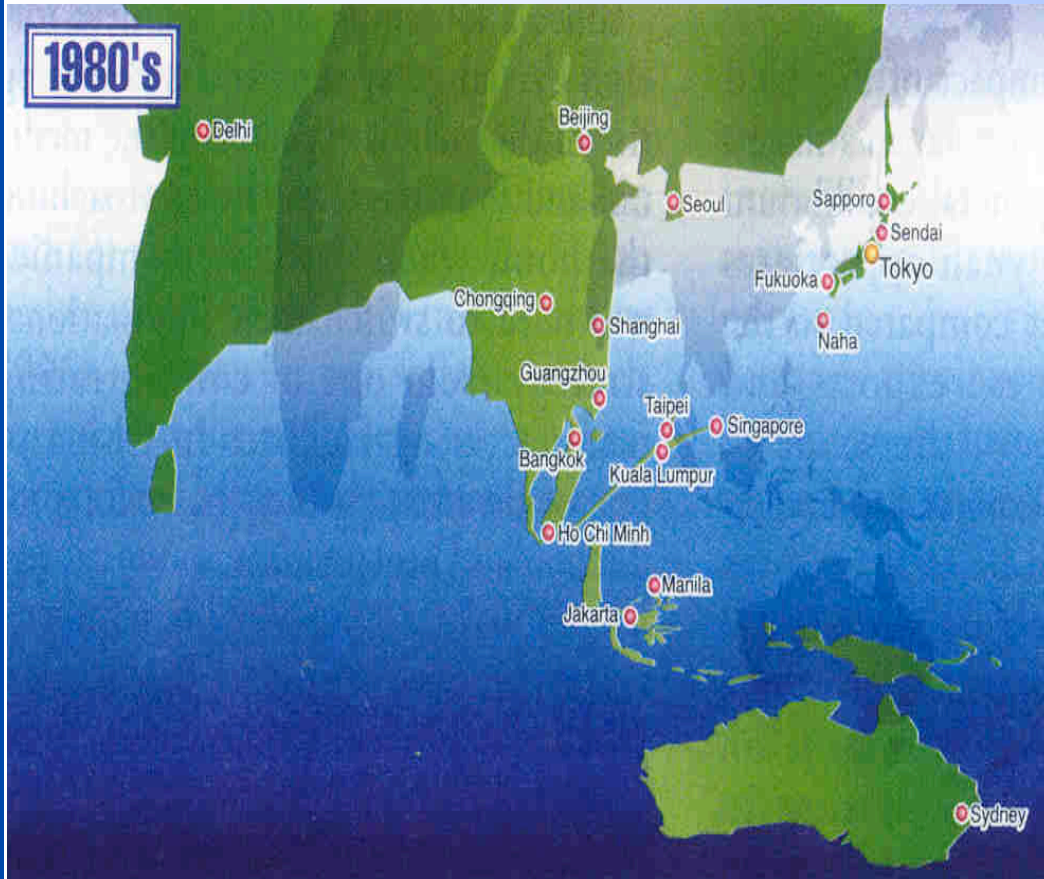 1980's
Delhi
Beijing
Seoul
Sapporo
Sendai
Tokyo
Fukuoka
Naha
Chongqing
Shanghai
Guangzhou
Taipei
Singapore
Bangkok
Kuala Lumpur
Ho Chi Minh
Manila
Jakarta
Sydney